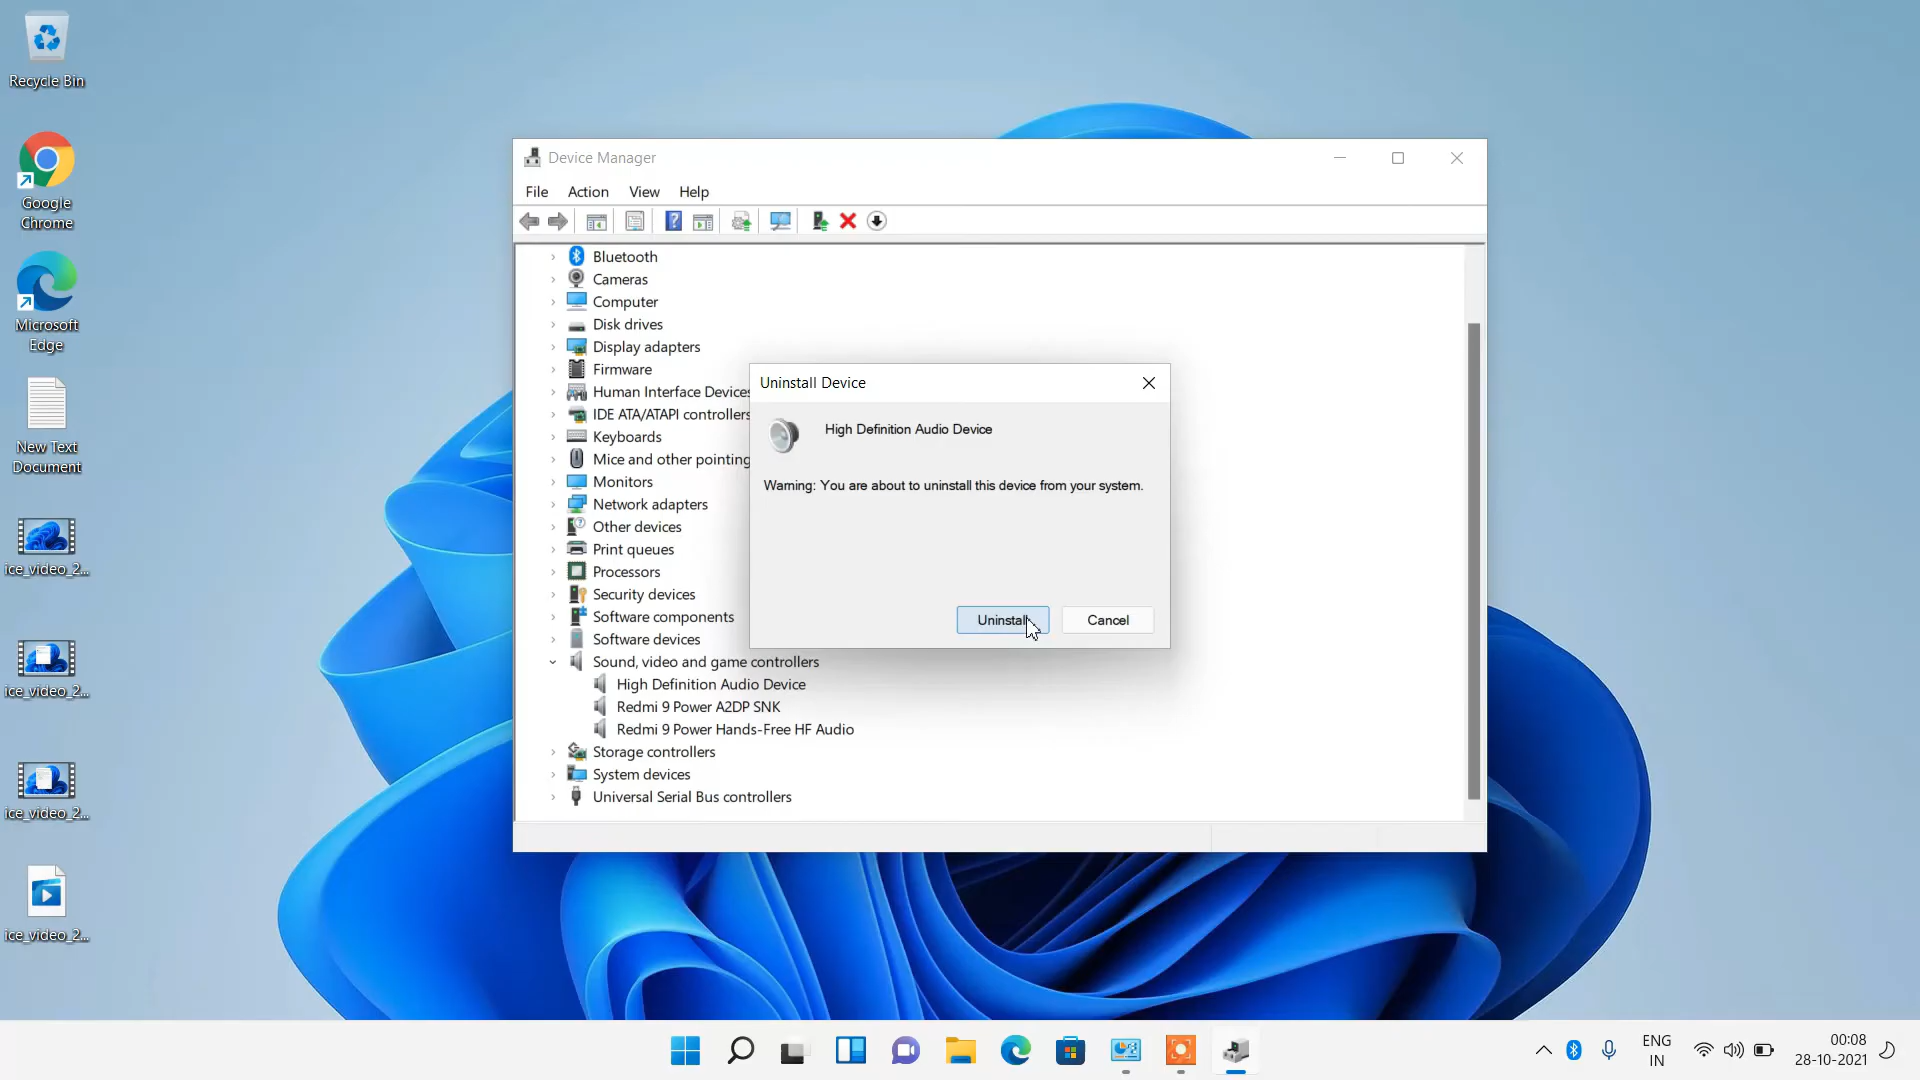 Recycle Bin
Google
Chrome
Microsoft
Edge
New Text
Document
ice_video_2...
ice_video_2...
ice_video_2...
ice_video_2...
Device Manager
File Action View Help
Bluetooth
Cameras
Computer
Disk drives
Display adapters
Firmware
Human Interface Devices
IDE ATA/ATAPI controllers
Keyboards
Mice and other pointing
Monitors
Network adapters
Other devices
Print queues
Processors
Security devices
Software components
Software devices
Sound, video and game controllers
High Definition Audio Device
Redmi 9 Power A2DP SNK
Redmi 9 Power Hands-Free HF Audio
Storage controllers
System devices
Universal Serial Bus controllers
Uninstall Device
High Definition Audio Device
Warning: You are about to uninstall this device from your system.
Uninstall Cancel
ENG
IN
00:08
28-10-2021